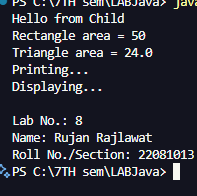 PS C:\7TH sem\LABJava> java
Hello from Child
Rectangle area = 50
Triangle area = 24.0
Printing...
Displaying...
Lab No.: 8
Name: Rujan Rajlawat
Roll No./Section: 22081013
PS C:\7TH sem\LABJava>